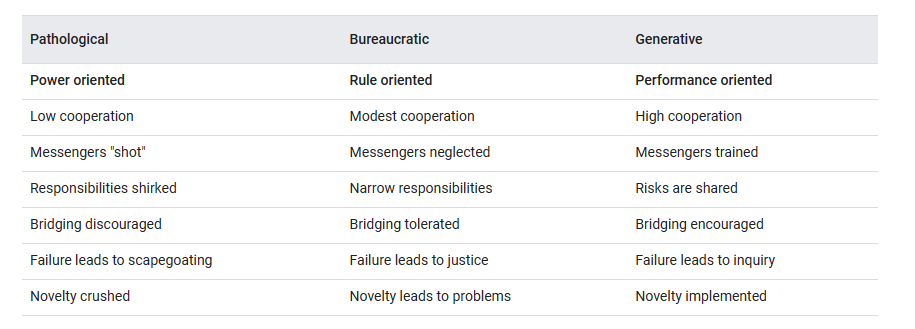 Pathological Bureaucratic Generative
Power oriented Rule oriented Performance oriented
Low cooperation Modest cooperation High cooperation
Messengers "shot" Messengers neglected Messengers trained
Responsibilities shirked Narrow responsibilities Risks are shared
Bridging discouraged Bridging tolerated Bridging encouraged
Failure leads to scapegoating Failure leads to justice Failure leads to inquiry
Novelty crushed Novelty leads to problems Novelty implemented